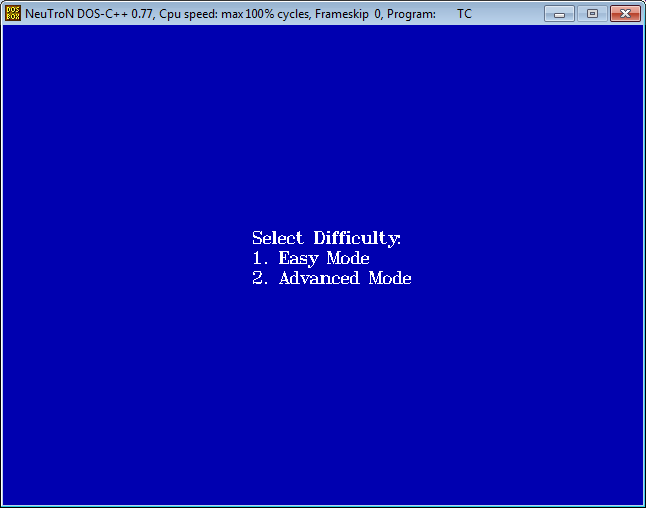 NeuTroN DOS-C++ 0.77, Cpu speed: max 100% cycles, Frameskip 0, Program: TC
DOS
BOX
Select Difficulty:
1. Easy Mode
2. Advanced Mode